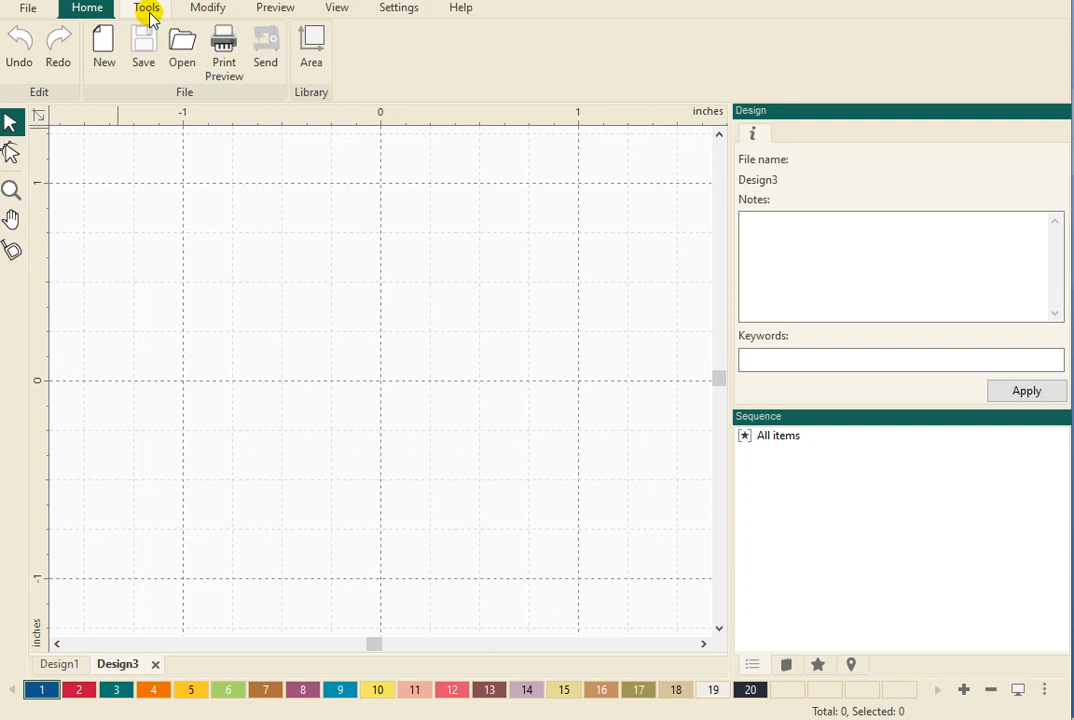 File Home Tools Modify Preview View Settings Help
Undo Redo New Save Open Print Preview Send Area
Edit File Library
-1 0 1 inches
1
0
-1
inches
Design
File name:
Design3
Notes:
Keywords:
Apply
Sequence
All items
Design1 Design3
1 2 3 4 5 6 7 8 9 10 11 12 13 14 15 16 17 18 19 20
Total: 0, Selected: 0